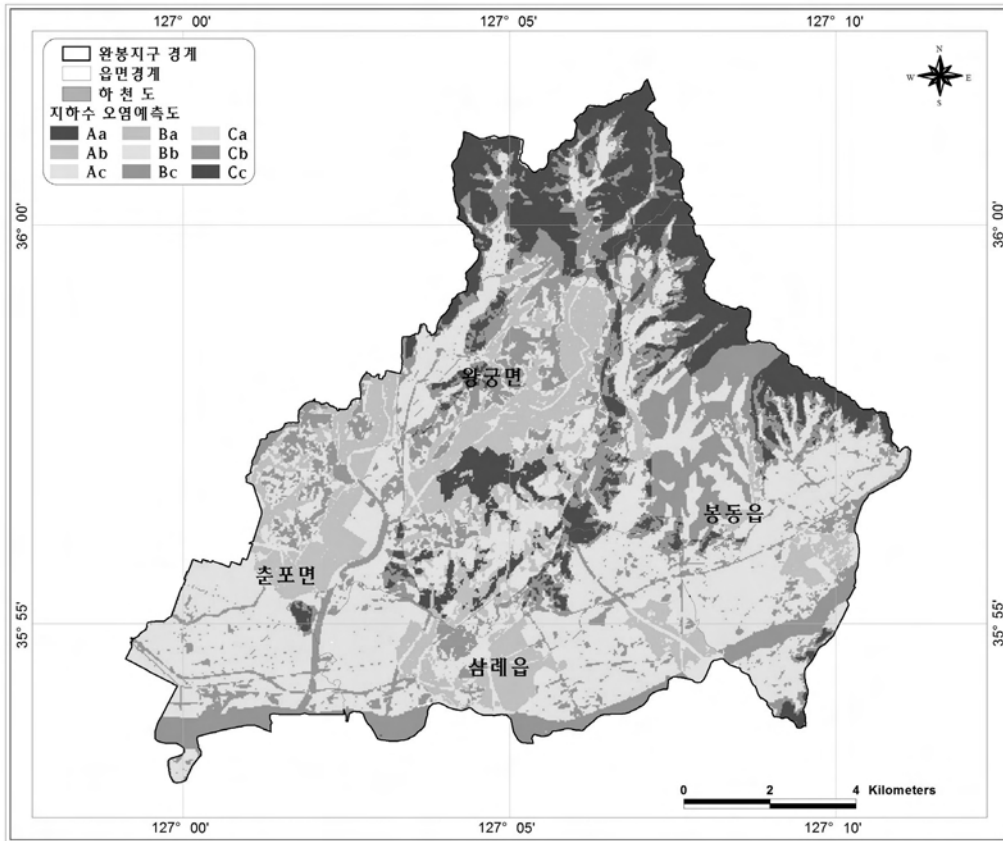 127° 00'
127° 05'
127° 10'
완봉지구 경계
읍면경계
하 천 도
지하수 오염예측도
Aa Ba Ca
Ab Bb Cb
Ac Bc Cc
N
W E
S
36° 00'
36° 00'
왕궁면
봉동읍
춘포면
35° 55'
35° 55'
삼례읍
0 2 4 Kilometers
127° 00'
127° 05'
127° 10'